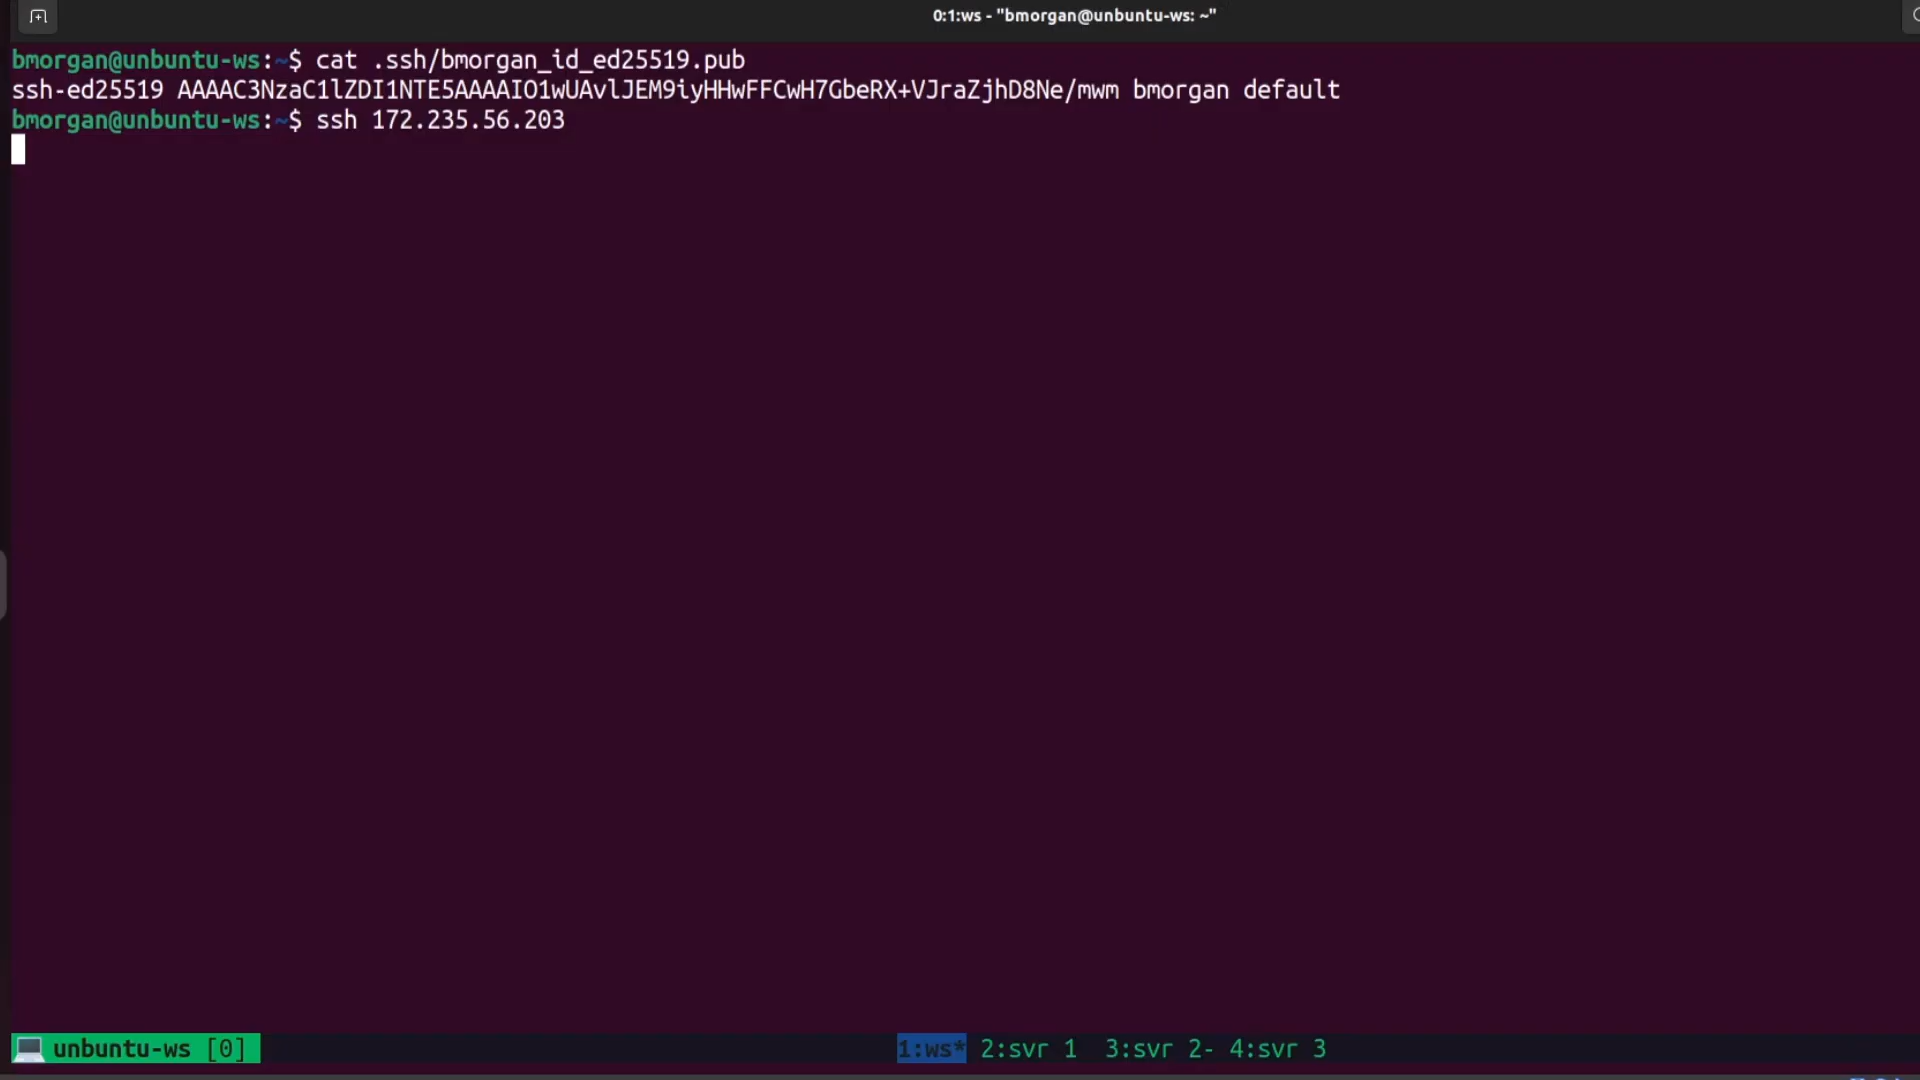 0:1:ws - "bmorgan@unbuntu-ws: ~"
bmorgan@unbuntu-ws:~$ cat .ssh/bmorgan_id_ed25519.pub
ssh-ed25519 AAAAC3NzaC1lZDI1NTE5AAAAIO1wUAvlJEM9iyHHwFFCwH7GbeRX+VJraZjhD8Ne/mwm bmorgan default
bmorgan@unbuntu-ws:~$ ssh 172.235.56.203
unbuntu-ws [0] 1:ws* 2:svr 1 3:svr 2- 4:svr 3